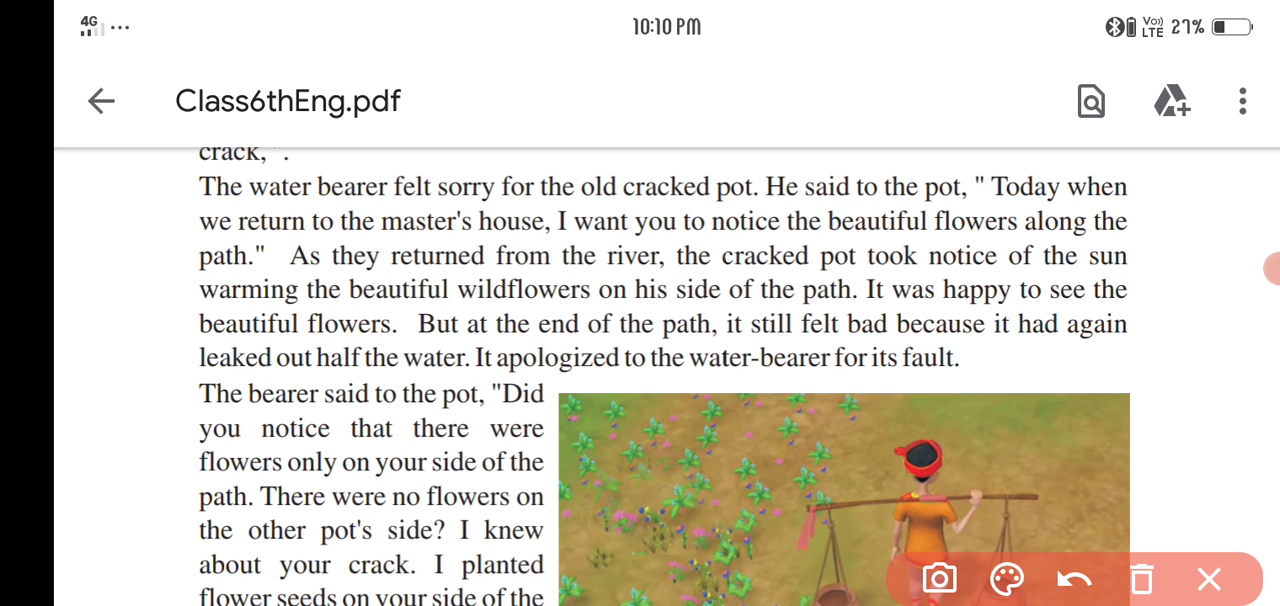 4G
10:10 PM
Vo))
LTE
27%
Class6thEng.pdf
crack, ".
The water bearer felt sorry for the old cracked pot. He said to the pot, " Today when
we return to the master's house, I want you to notice the beautiful flowers along the
path." As they returned from the river, the cracked pot took notice of the sun
warming the beautiful wildflowers on his side of the path. It was happy to see the
beautiful flowers. But at the end of the path, it still felt bad because it had again
leaked out half the water. It apologized to the water-bearer for its fault.
The bearer said to the pot, "Did
you notice that there were
flowers only on your side of the
path. There were no flowers on
the other pot's side? I knew
about your crack. I planted
flower seeds on your side of the